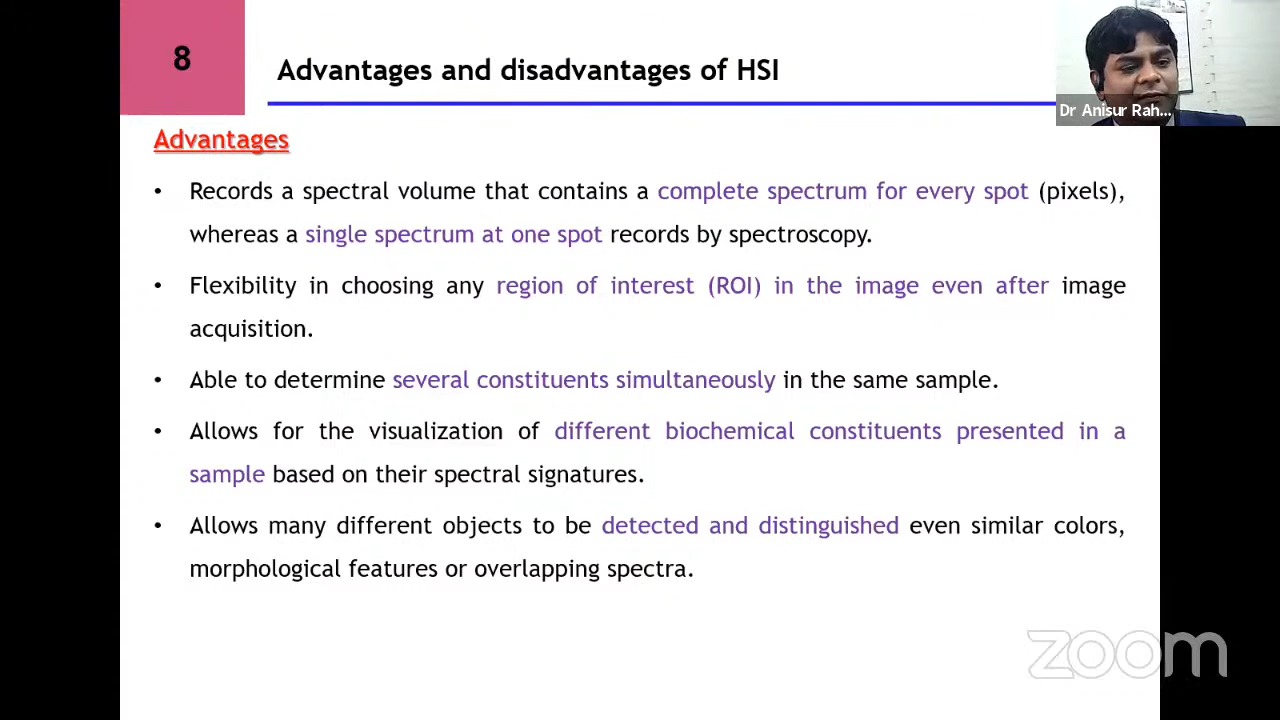 8
Advantages and disadvantages of HSI
Dr Anisur Rah...
Advantages
• Records a spectral volume that contains a complete spectrum for every spot (pixels),
whereas a single spectrum at one spot records by spectroscopy.
• Flexibility in choosing any region of interest (ROI) in the image even after image
acquisition.
• Able to determine several constituents simultaneously in the same sample.
• Allows for the visualization of different biochemical constituents presented in a
sample based on their spectral signatures.
• Allows many different objects to be detected and distinguished even similar colors,
morphological features or overlapping spectra.
zoom